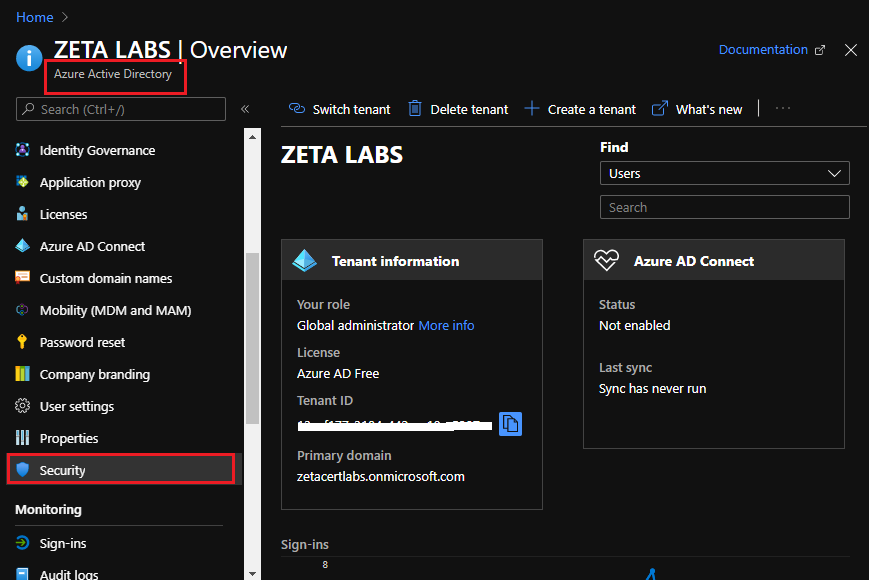 Home
ZETA LABS | Overview
Azure Active Directory
Documentation
Search (Ctrl+/)
Switch tenant
Delete tenant
Create a tenant
What's new
Identity Governance
Application proxy
Licenses
Azure AD Connect
Custom domain names
Mobility (MDM and MAM)
Password reset
Company branding
User settings
Properties
Security
Monitoring
Sign-ins
Audit logs
ZETA LABS
Find
Users
Search
Tenant information
Your role
Global administrator More info
License
Azure AD Free
Tenant ID
Primary domain
zetacertlabs.onmicrosoft.com
Azure AD Connect
Status
Not enabled
Last sync
Sync has never run
Sign-ins
8